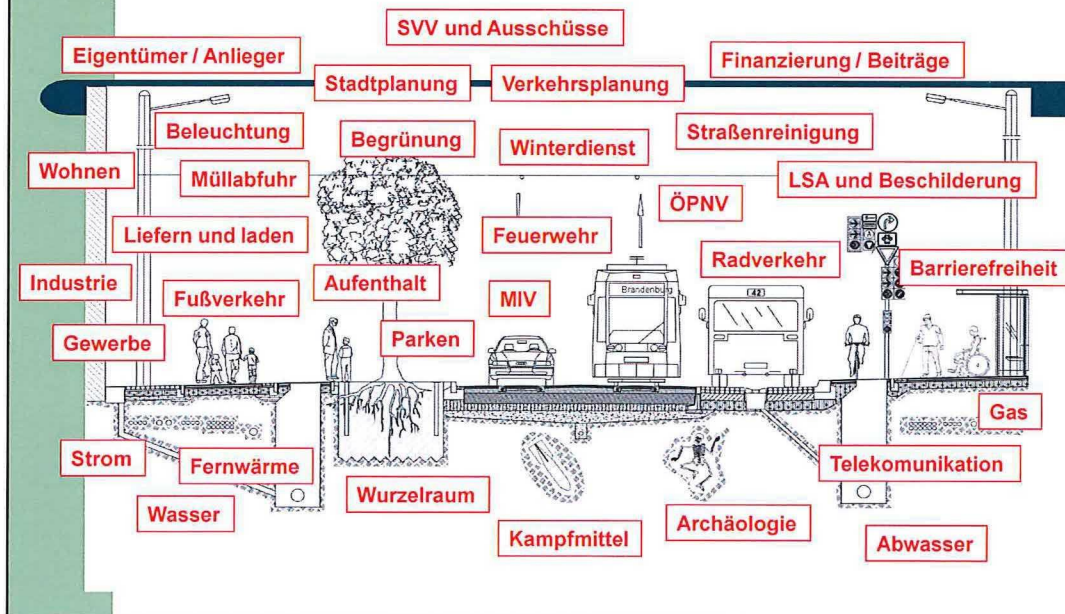 SVV und Ausschüsse
Eigentümer / Anlieger
Finanzierung / Beiträge
Stadtplanung
Verkehrsplanung
Beleuchtung
Begrünung
Winterdienst
Straßenreinigung
Wohnen
Müllabfuhr
LSA und Beschilderung
ÖPNV
Liefern und laden
Feuerwehr
Radverkehr
Barrierefreiheit
Industrie
Fußverkehr
Aufenthalt
MIV
Brandenburg
42
Gewerbe
Parken
Gas
Strom
Fernwärme
Telekomunikation
Wurzelraum
Wasser
Kampfmittel
Archäologie
Abwasser